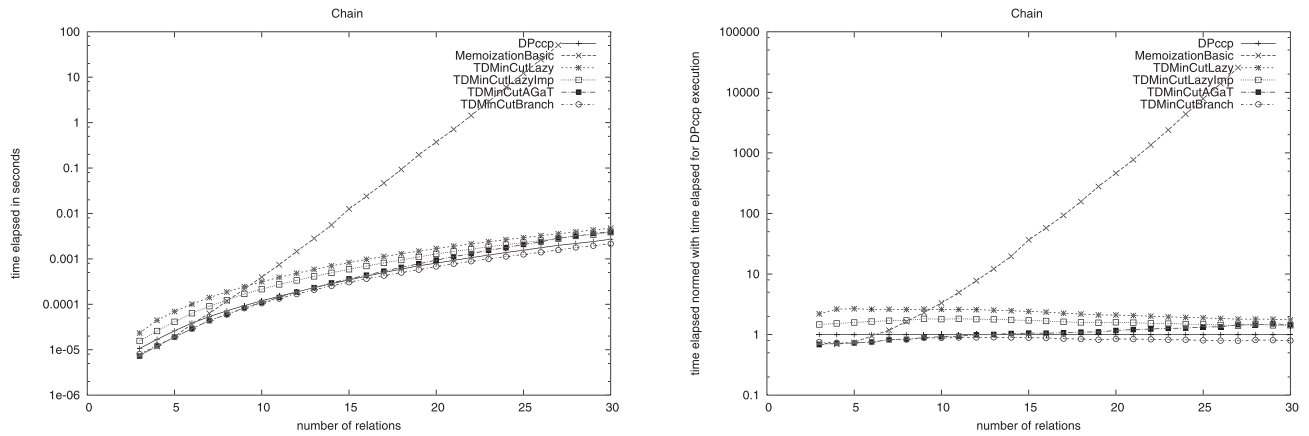 Chain
time elapsed in seconds
100
10
1
0.1
0.01
0.001
0.0001
1e-05
1e-06
0
5
10
15
20
25
30
number of relations
DPccp
MemoizationBasic
TDMinCutLazy
TDMinCutLazyImp
TDMinCutAGaT
TDMinCutBranch
Chain
time elapsed normed with time elapsed for DPccp execution
100000
10000
1000
100
10
1
0.1
0
5
10
15
20
25
30
number of relations
DPccp
MemoizationBasic
TDMinCutLazy
TDMinCutLazyImp
TDMinCutAGaT
TDMinCutBranch